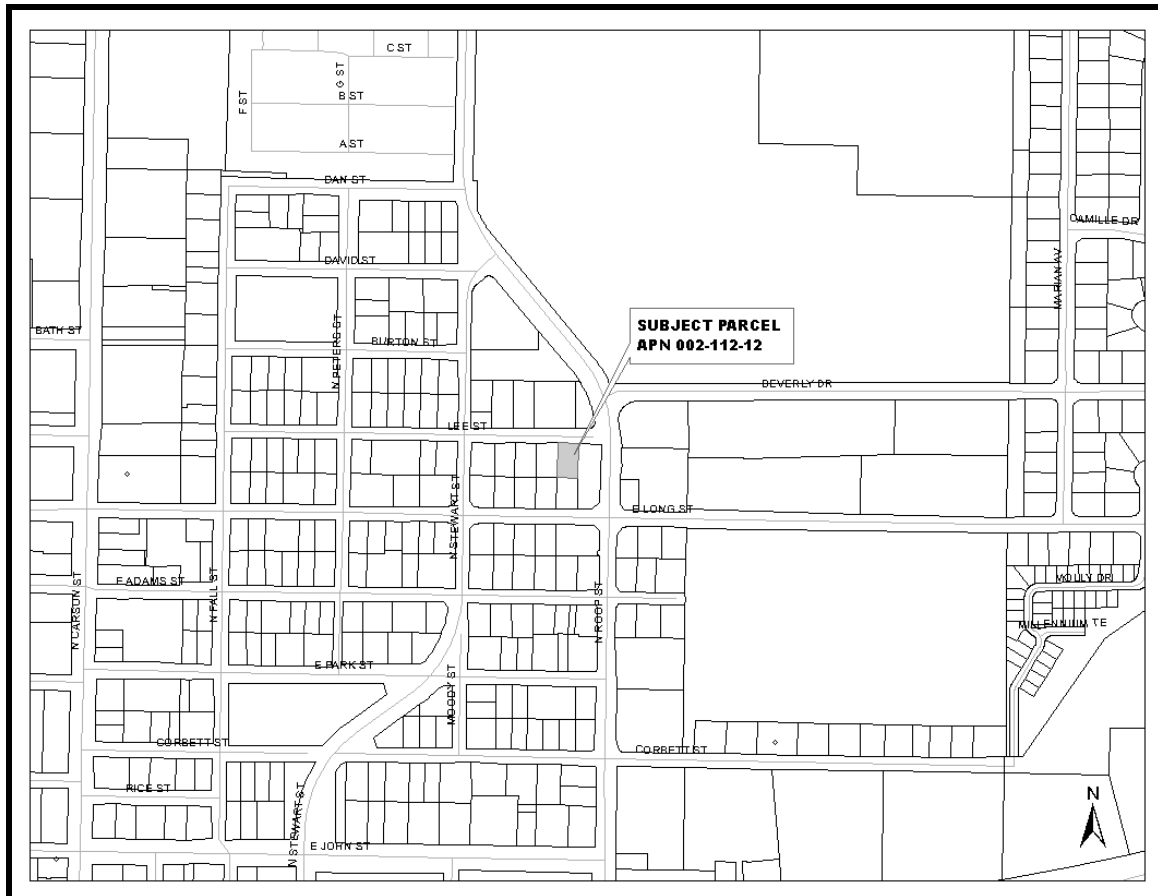 C ST
G ST
F ST
B ST
A ST
DAN ST
CAMILLE DR
DAVID ST
MARIAN AV
SUBJECT PARCEL
APN 002-112-12
BATH ST
N PETERS ST
BURTON ST
BEVERLY DR
LEE ST
N STEWART ST
E LONG ST
E ADAMS ST
N CARSON ST
N FALL ST
N ROOP ST
MOLLY DR
MILLENNIUM TE
E PARK ST
MOODY ST
CORBETT ST
CORBETT ST
RICE ST
N STEWART ST
E JOHN ST
N